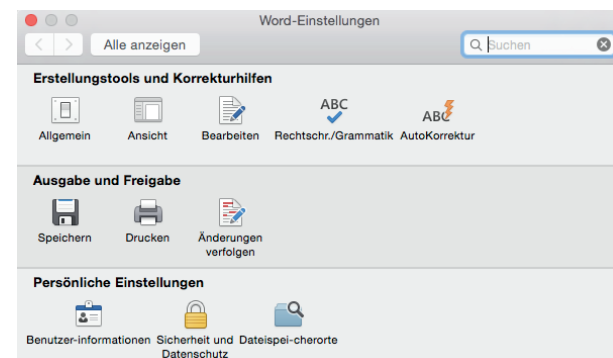 Word-Einstellungen
Alle anzeigen
Suchen
Erstellungstools und Korrekturhilfen
ABC
ABC
Allgemein Ansicht Bearbeiten Rechtschr./Grammatik AutoKorrektur
Ausgabe und Freigabe
Speichern Drucken Änderungen
verfolgen
Persönliche Einstellungen
Benutzer-informationen Sicherheit und Dateispei-cherorte
Datenschutz